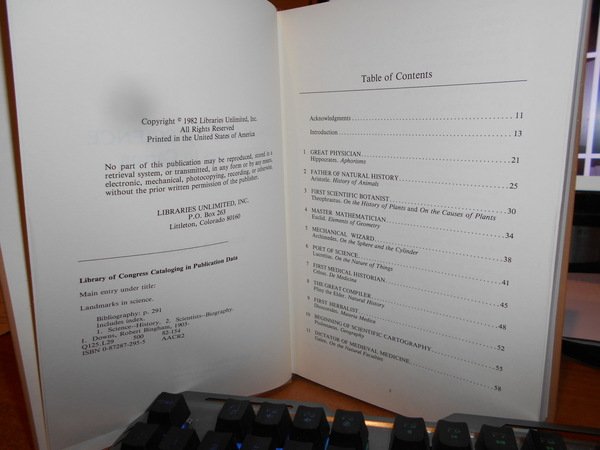 Copyright © 1982 Libraries Unlimited, Inc.
All Rights Reserved
Printed in the United States of America
No part of this publication may be reproduced, stored in a
retrieval system, or transmitted, in any form or by any means,
electronic, mechanical, photocopying, recording, or otherwise,
without the prior written permission of the publisher.
LIBRARIES UNLIMITED, INC.
P.O. Box 263
Littleton, Colorado 80160
Library of Congress Cataloging in Publication Data
Main entry under title:
Landmarks in science.
Bibliography: p. 291
Includes index.
1. Science--History. 2. Scientists--Biography.
I. Downs, Robert Bingham, 1903-
Q125.L29 500 82-154
ISBN 0-87287-295-5 AACR2
Table of Contents
Acknowledgments 11
Introduction 13
1 GREAT PHYSICIAN 21
Hippocrates. Aphorisms
2 FATHER OF NATURAL HISTORY 25
Aristotle. History of Animals
3 FIRST SCIENTIFIC BOTANIST 30
Theophrastus. On the History of Plants and On the Causes of Plants
4 MASTER MATHEMATICIAN 34
Euclid. Elements of Geometry
5 MECHANICAL WIZARD 38
Archimedes. On the Sphere and the Cylinder
6 POET OF SCIENCE 41
Lucretius. On the Nature of Things
7 FIRST MEDICAL HISTORIAN 45
Celsus. De Medicina
8 THE GREAT COMPILER 48
Pliny the Elder. Natural History
9 FIRST HERBALIST 52
Dioscorides. Materia Medica
10 BEGINNING OF SCIENTIFIC CARTOGRAPHY 55
Ptolemaeus. Geography
11 DICTATOR OF MEDIEVAL MEDICINE 58
Galen. On the Natural Faculties